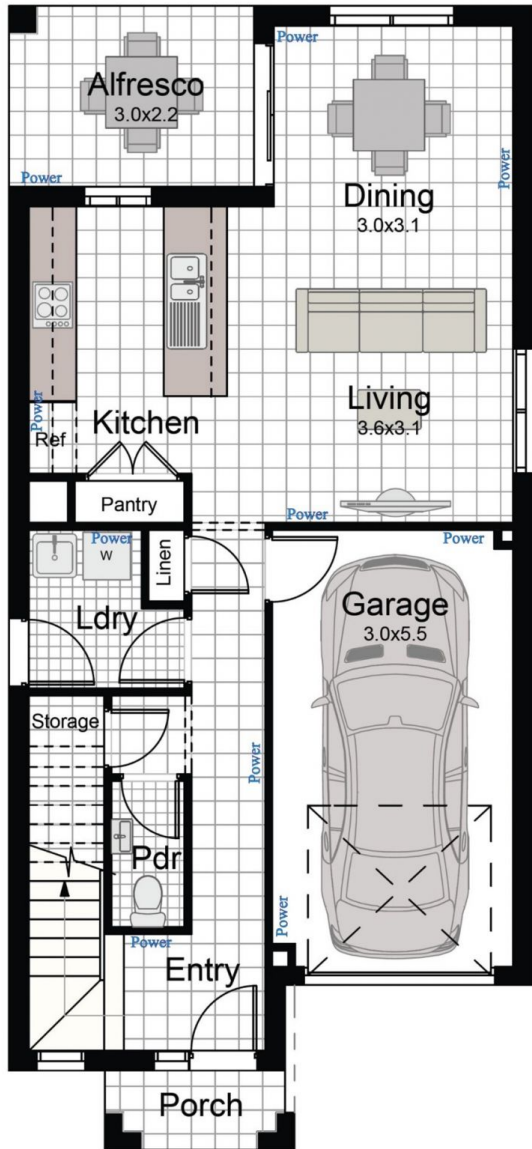 Power
Alfresco
3.0x2.2
Power
Power
Dining
3.0x3.1
Power
Ref
Kitchen
Living
3.6x3.1
Pantry
Power
Power
Power
W
Linen
Ldry
Garage
3.0x5.5
Storage
Power
Pdr
Power
Power
Entry
Porch